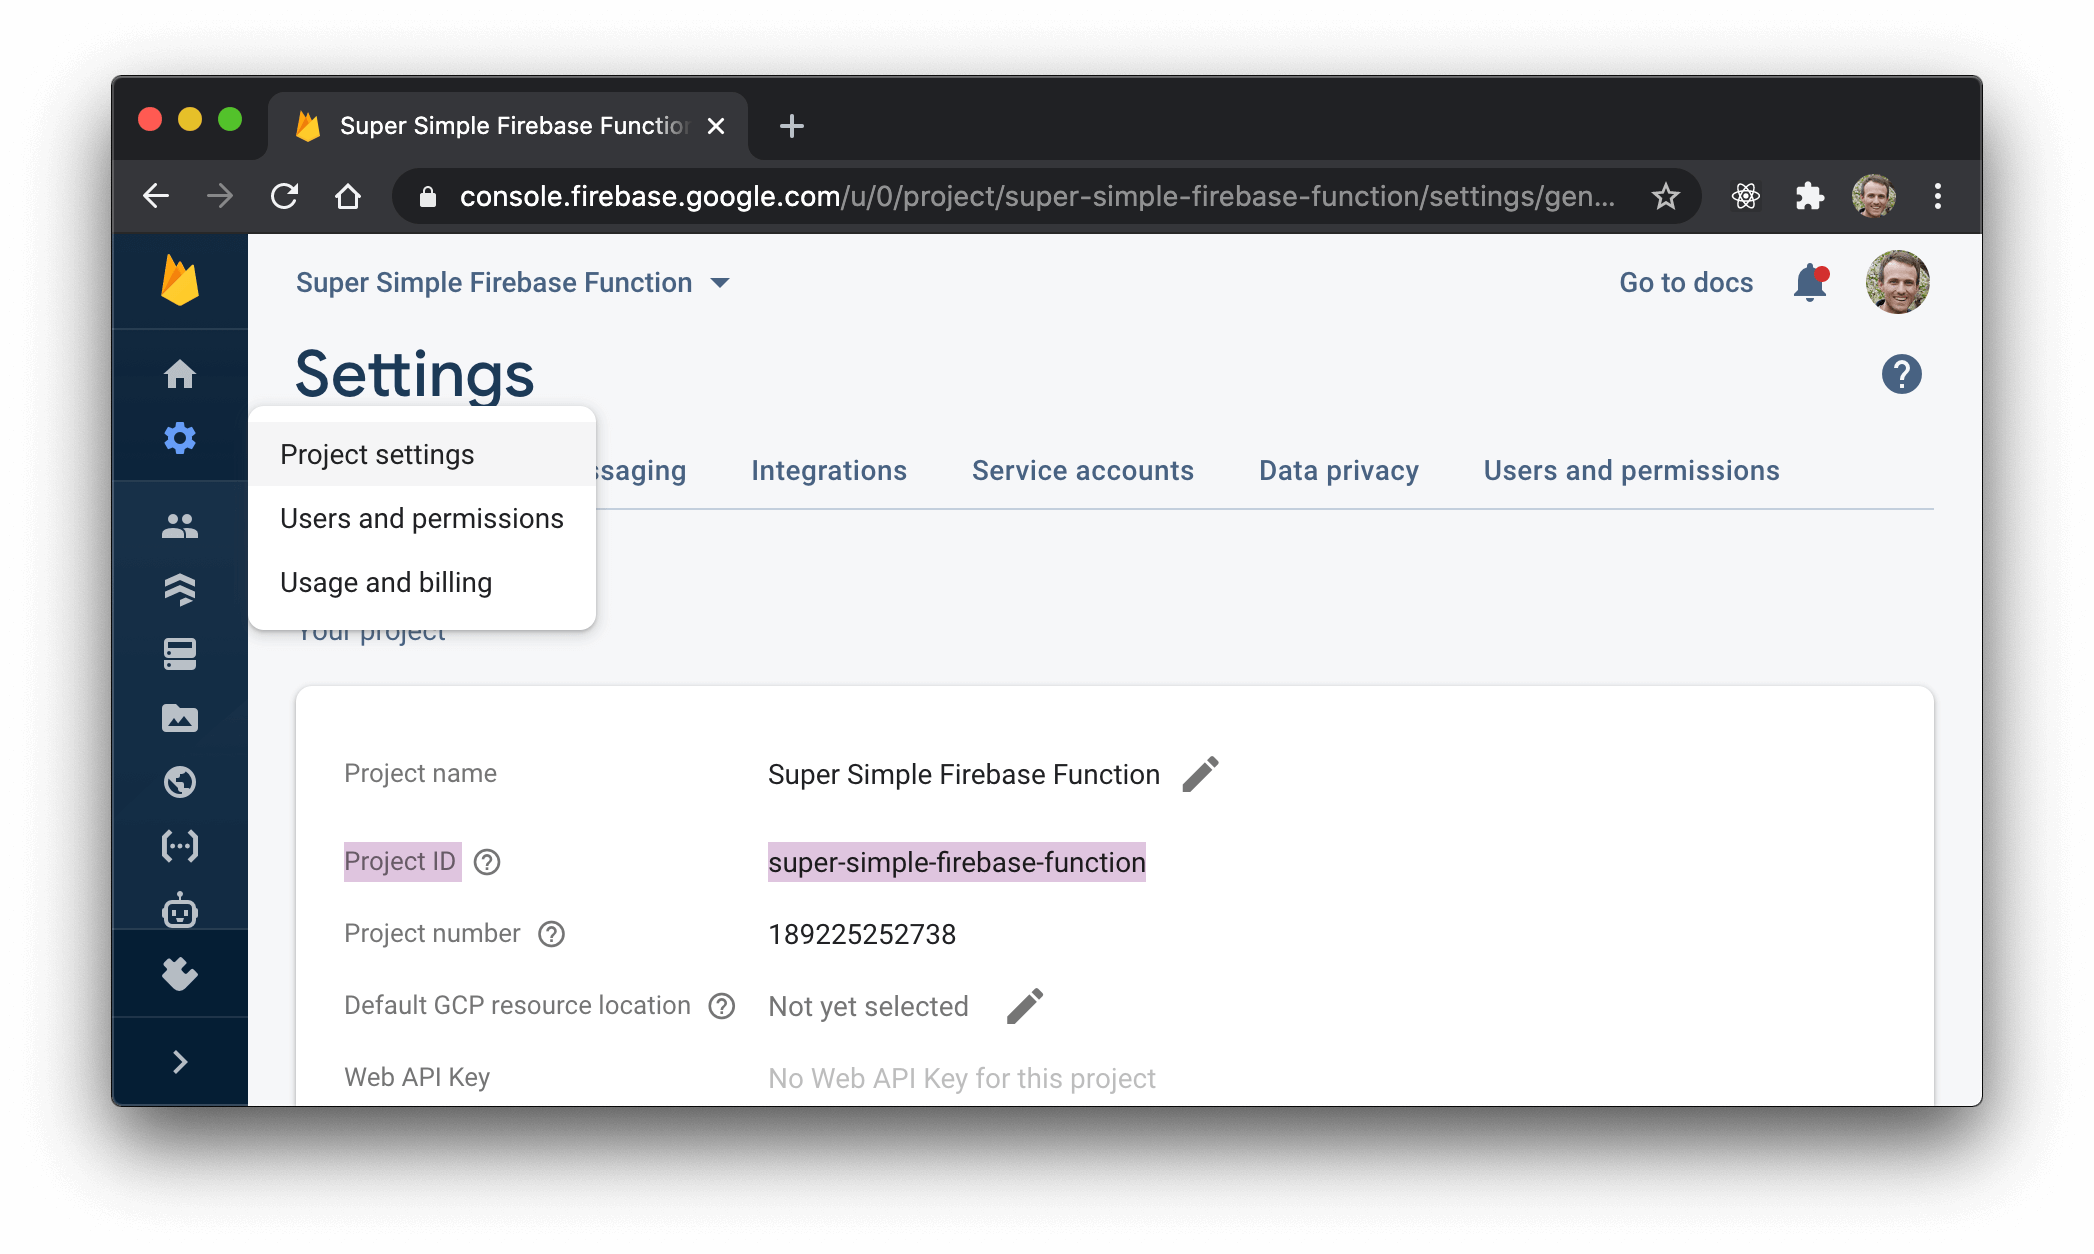 Super Simple Firebase Function
console.firebase.google.com/u/0/project/super-simple-firebase-function/settings/gen...
Super Simple Firebase Function
Go to docs
Settings
Project settings
Users and permissions
Usage and billing
ssaging
Integrations
Service accounts
Data privacy
Users and permissions
Your project
Project name
Super Simple Firebase Function
Project ID
super-simple-firebase-function
Project number
189225252738
Default GCP resource location
Not yet selected
Web API Key
No Web API Key for this project